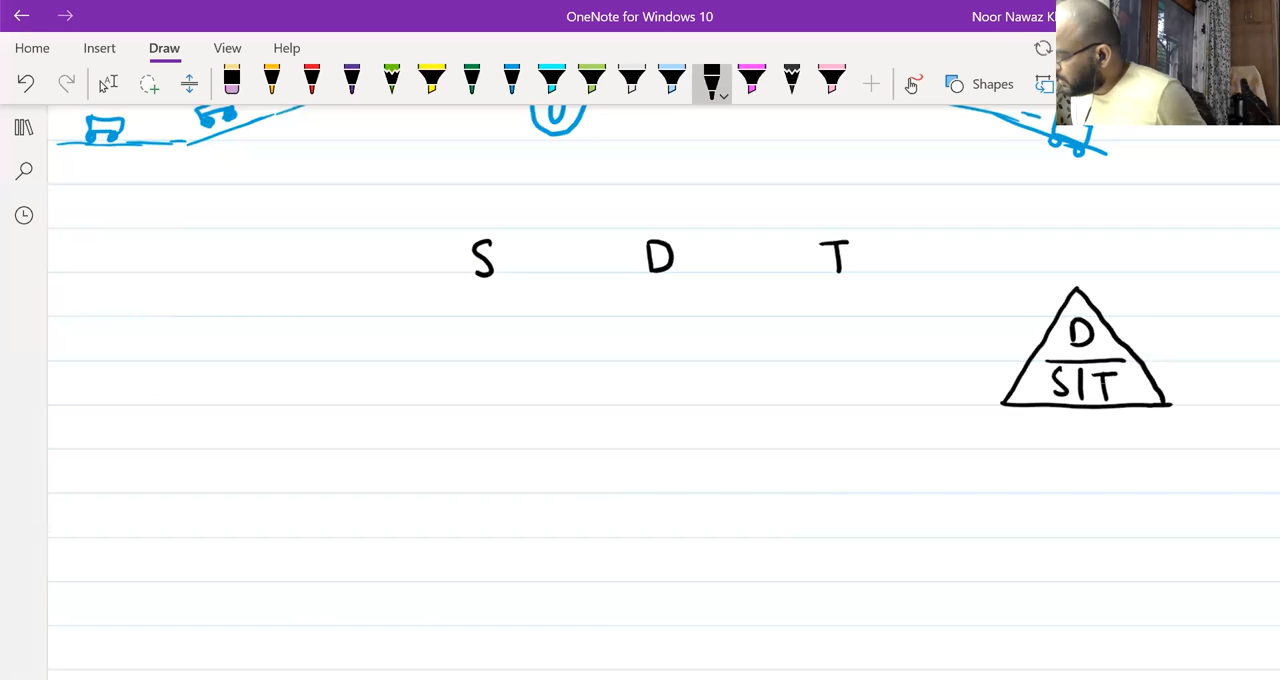 OneNote for Windows 10
Noor Nawaz
Home Insert Draw View Help
Shapes
S D T
D
S|T